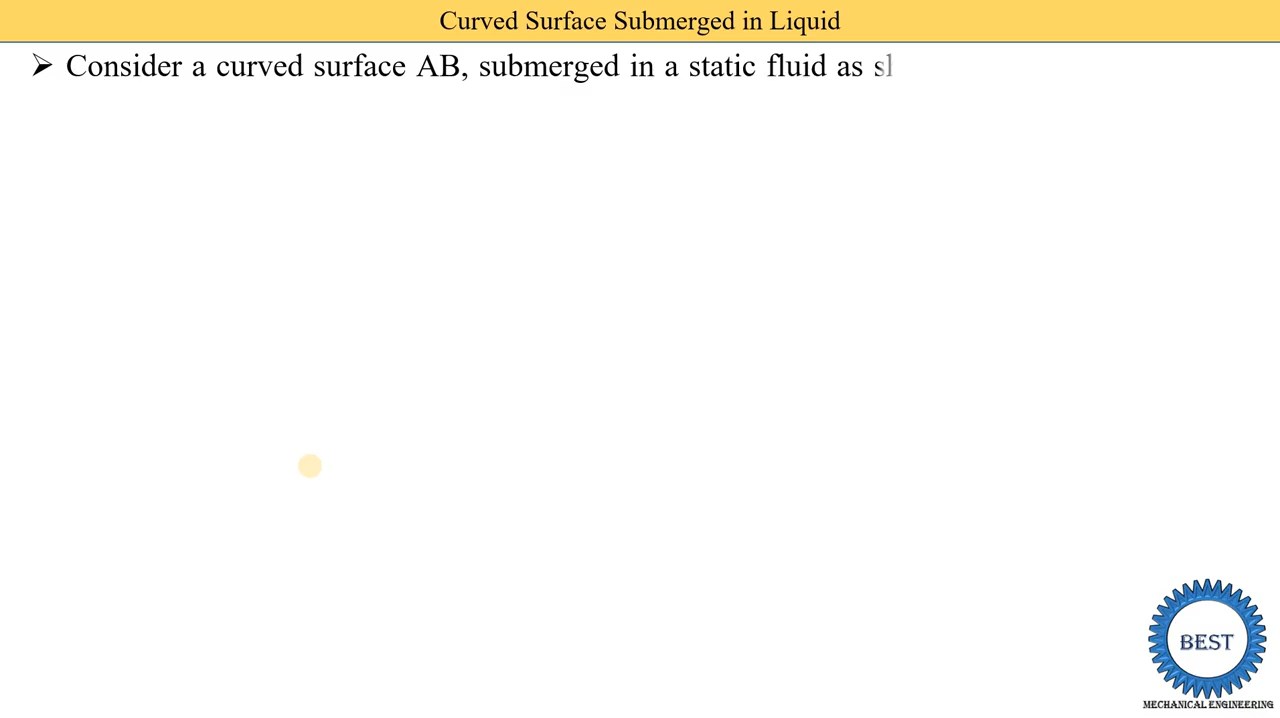 Curved Surface Submerged in Liquid
➢ Consider a curved surface AB, submerged in a static fluid as
BEST
MECHANICAL ENGINEERING